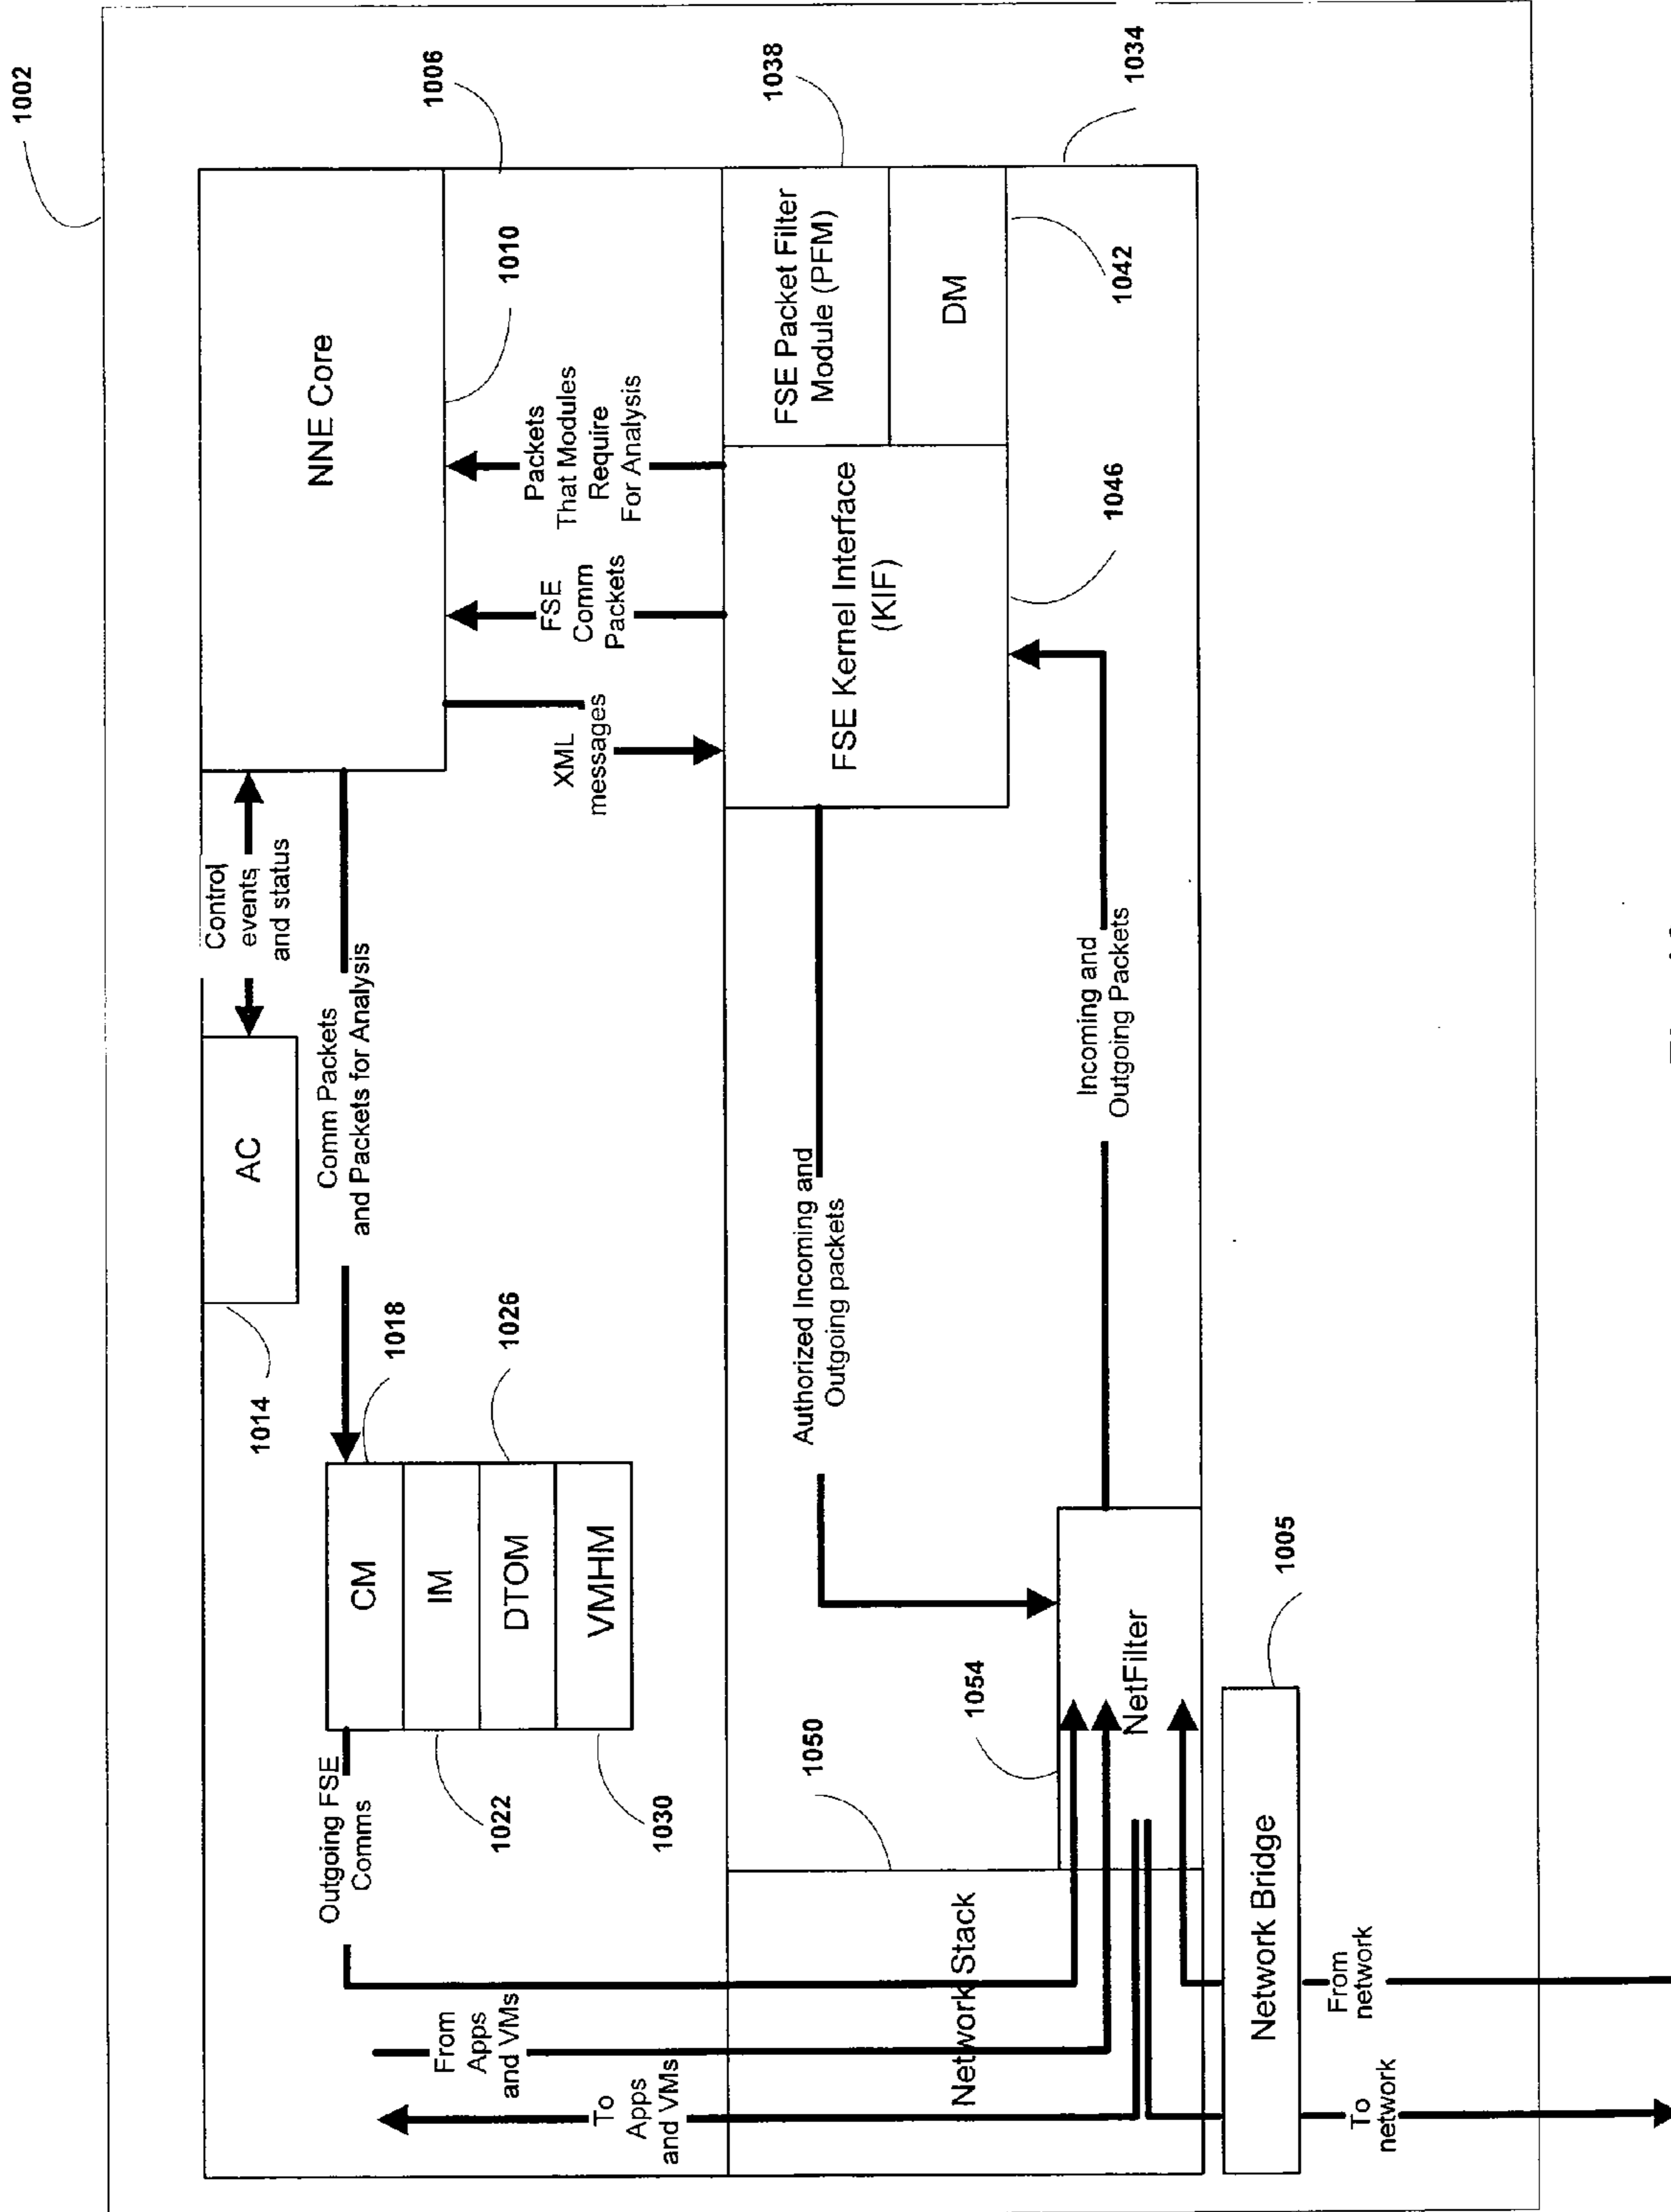 1002
1006
NNE Core
1010
Control
events
and status
AC
1014
Comm Packets
and Packets for Analysis
1018
1026
CM
IM
DTOM
VMHM
1022
1030
Outgoing FSE
Comms
From
Apps
and VMs
To
Apps
and VMs
XML
messages
FSE
Comm
Packets
Packets
That Modules
Require
For Analysis
1038
FSE Packet Filter
Module (PFM)
DM
1042
1034
FSE Kernel Interface
(KIF)
1046
Authorized Incoming and
Outgoing packets
Incoming and
Outgoing Packets
1050
1054
NetFilter
Network Stack
1005
Network Bridge
From
network
To
network